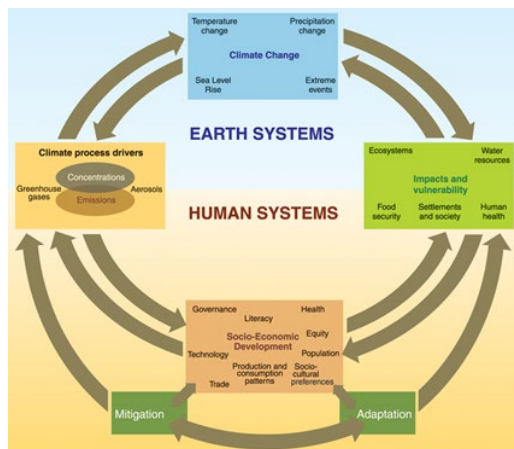 Temperature
change
Precipitation
change
Climate Change
Sea Level
Rise
Extreme
events
EARTH SYSTEMS
Climate process drivers
Concentrations
Greenhouse
gases
Aerosols
Emissions
Ecosystems
Water
resources
Impacts and
vulnerability
Food
security
Settlements
and society
Human
health
HUMAN SYSTEMS
Governance
Health
Literacy
Equity
Socio-Economic
Development
Technology
Population
Production and
consumption
patterns
Socio-
cultural
preferences
Trade
Mitigation
Adaptation